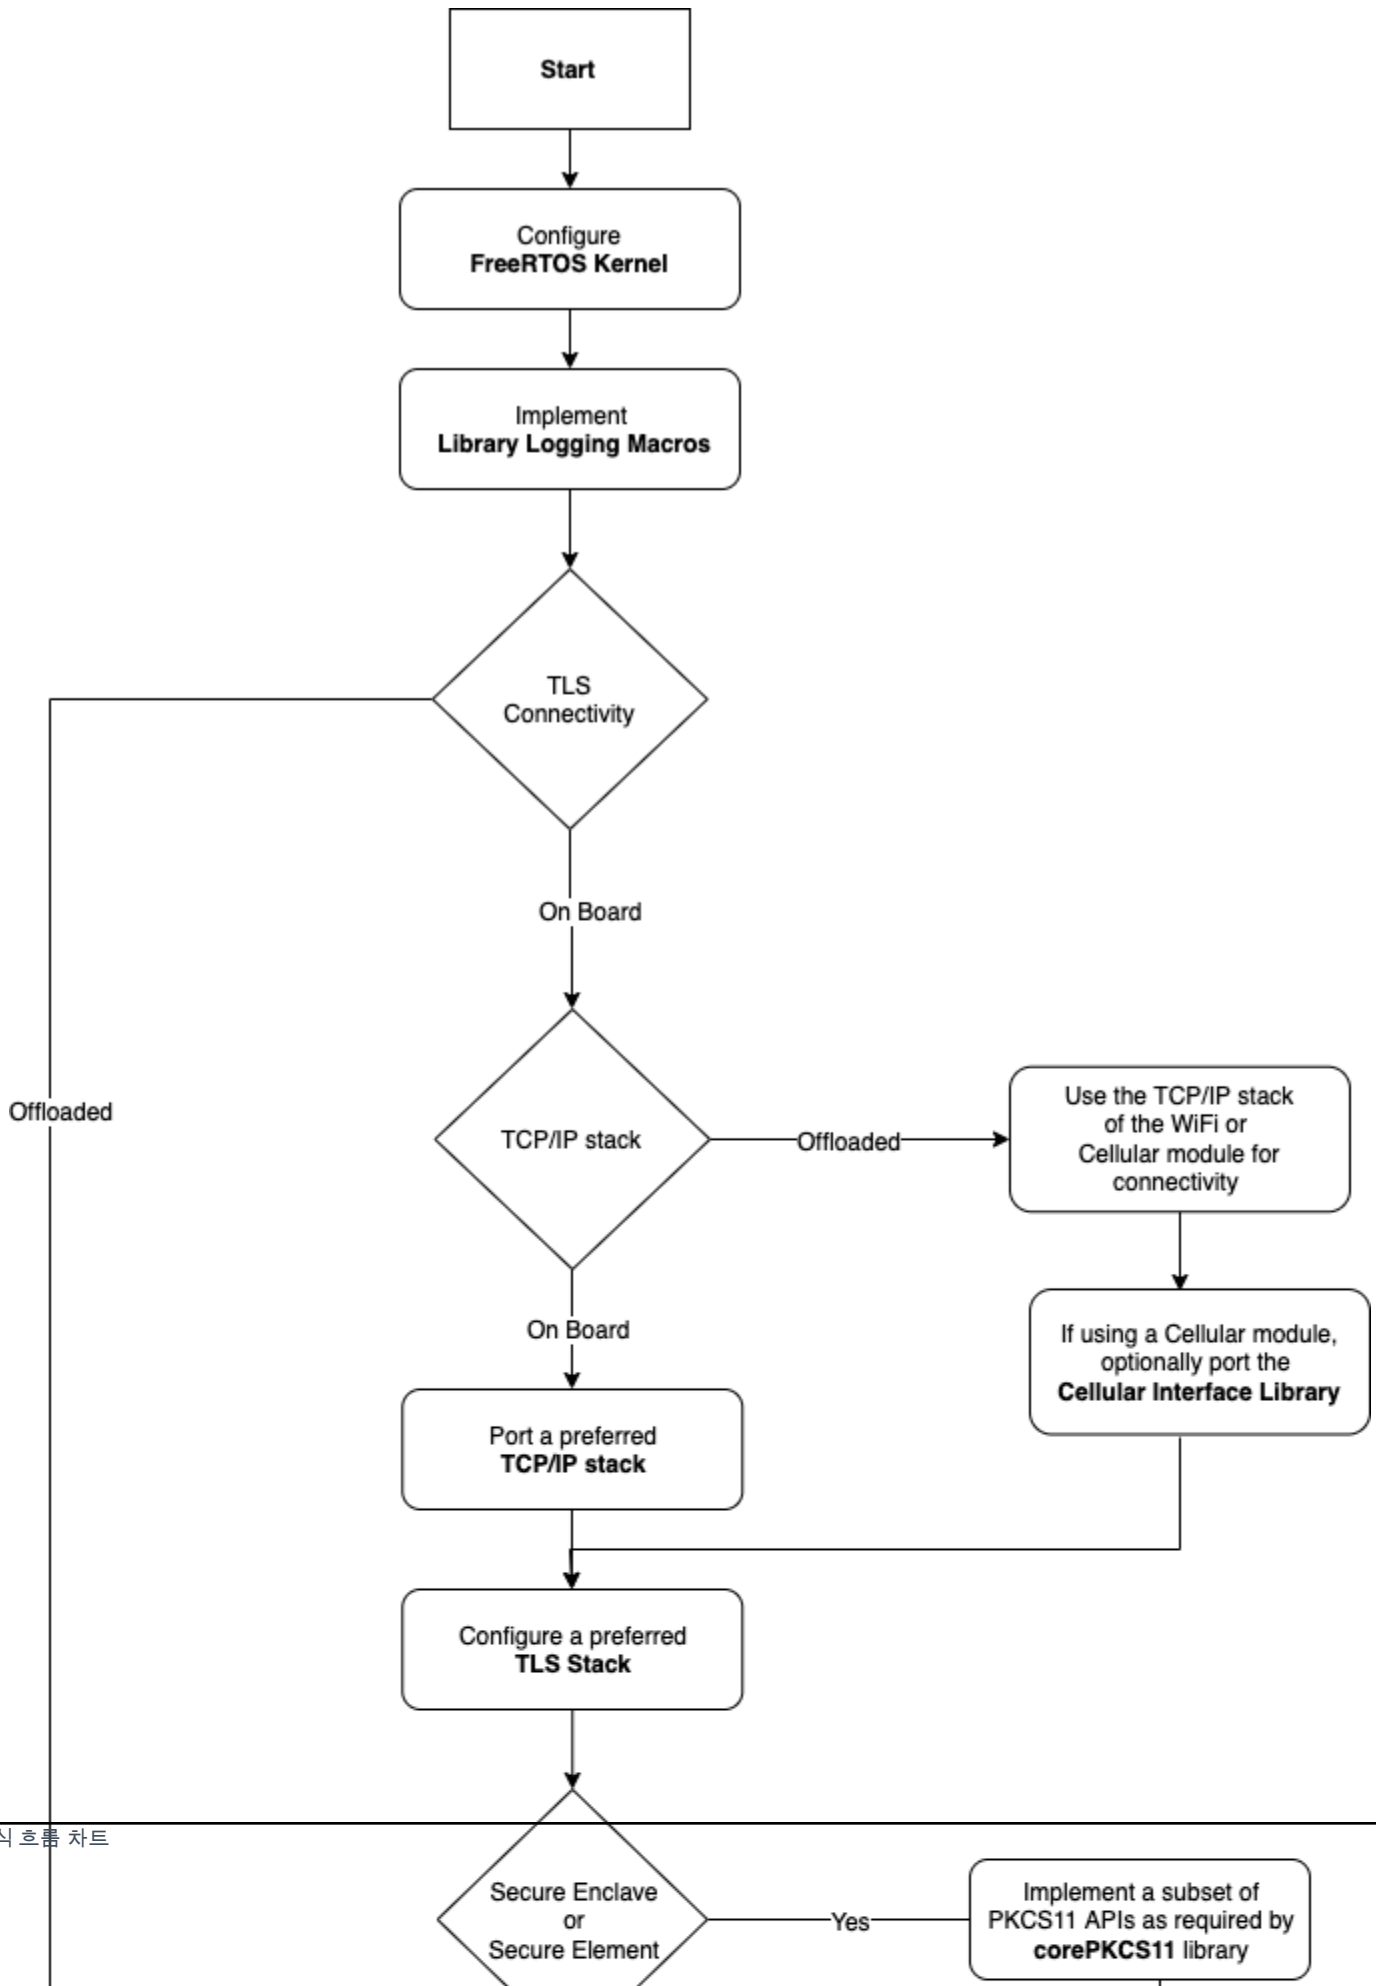 Start
Configure
FreeRTOS Kernel
Implement
Library Logging Macros
TLS
Connectivity
On Board
Offloaded
TCP/IP stack
Offloaded
Use the TCP/IP stack
of the WiFi or
Cellular module for
connectivity
On Board
If using a Cellular module,
optionally port the
Cellular Interface Library
Port a preferred
TCP/IP stack
Configure a preferred
TLS Stack
식 흐름 차트
Secure Enclave
or
Secure Element
Yes
Implement a subset of
PKCS11 APIs as required by
corePKCS11 library